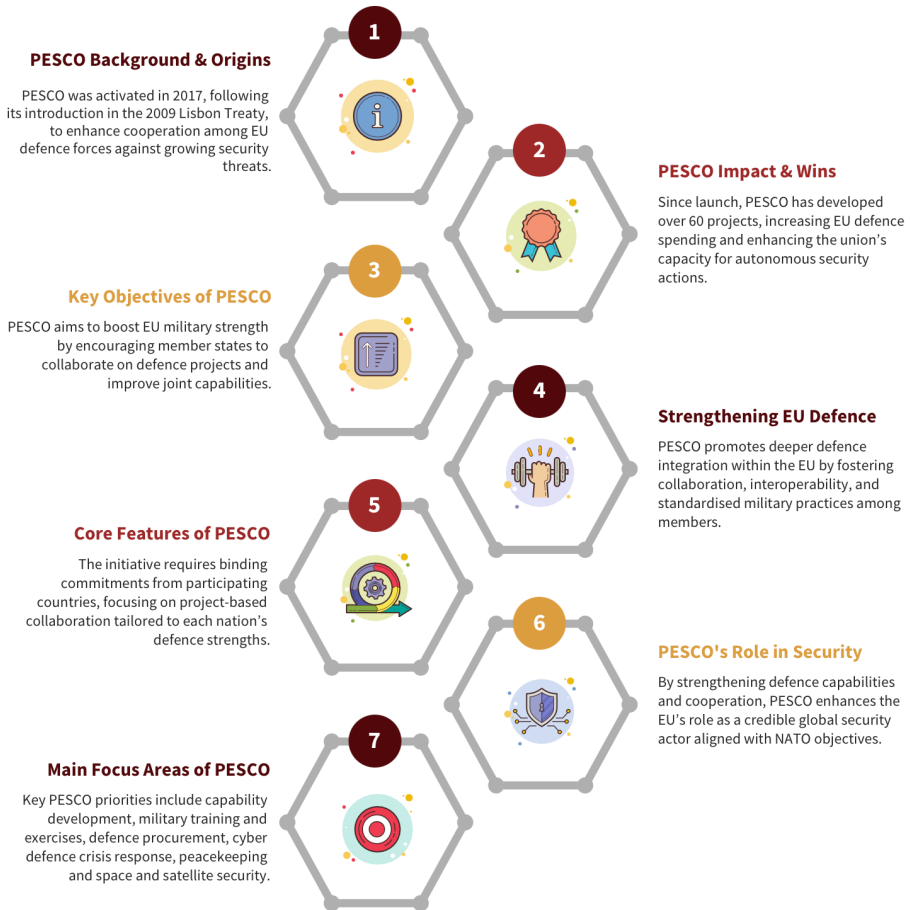 1
PESCO Background & Origins
PESCO was activated in 2017, following
its introduction in the 2009 Lisbon Treaty,
to enhance cooperation among EU
defence forces against growing security
threats.
2
PESCO Impact & Wins
Since launch, PESCO has developed
over 60 projects, increasing EU defence
spending and enhancing the union's
capacity for autonomous security
actions.
3
Key Objectives of PESCO
PESCO aims to boost EU military strength
by encouraging member states to
collaborate on defence projects and
improve joint capabilities.
4
Strengthening EU Defence
PESCO promotes deeper defence
integration within the EU by fostering
collaboration, interoperability, and
standardised military practices among
members.
5
Core Features of PESCO
The initiative requires binding
commitments from participating
countries, focusing on project-based
collaboration tailored to each nation's
defence strengths.
6
PESCO's Role in Security
By strengthening defence capabilities
and cooperation, PESCO enhances the
EU's role as a credible global security
actor aligned with NATO objectives.
7
Main Focus Areas of PESCO
Key PESCO priorities include capability
development, military training and
exercises, defence procurement, cyber
defence crisis response, peacekeeping
and space and satellite security.